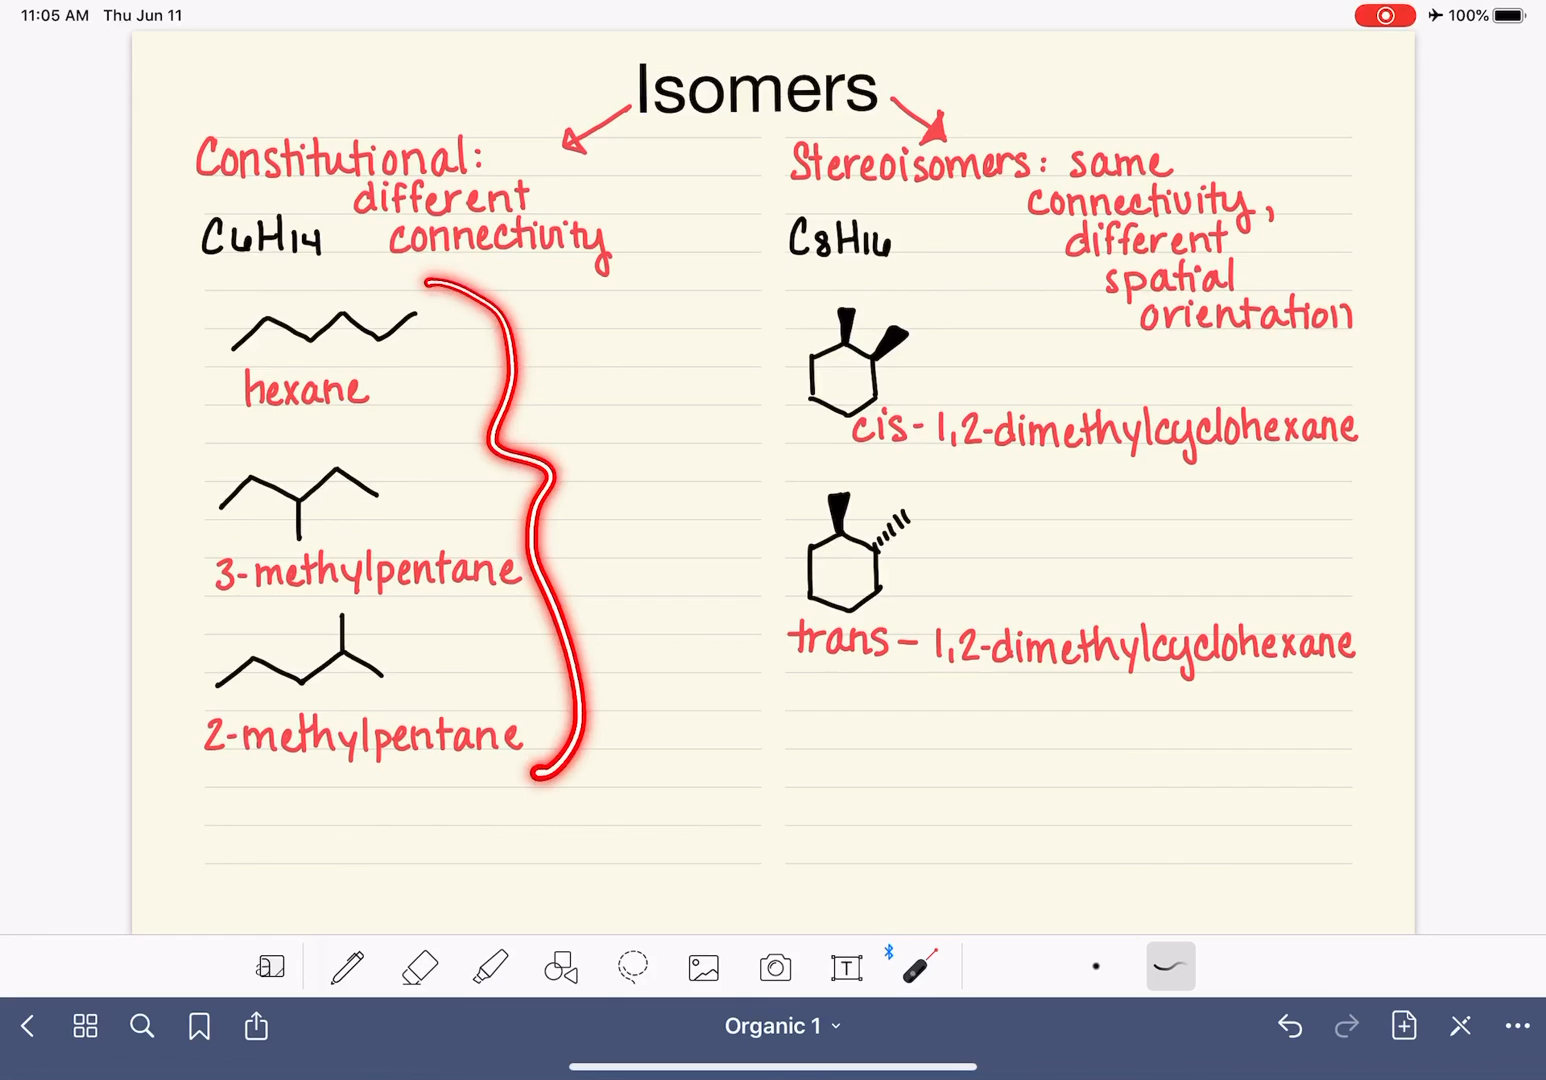 11:05 AM Thu Jun 11
100%
Isomers
Constitutional:
different
connectivity
C6H14
hexane
3-methylpentane
2-methylpentane
Stereoisomers: same
connectivity,
different
spatial
orientation
C8H16
cis-1,2-dimethylcyclohexane
trans-1,2-dimethylcyclohexane
T
Organic 1